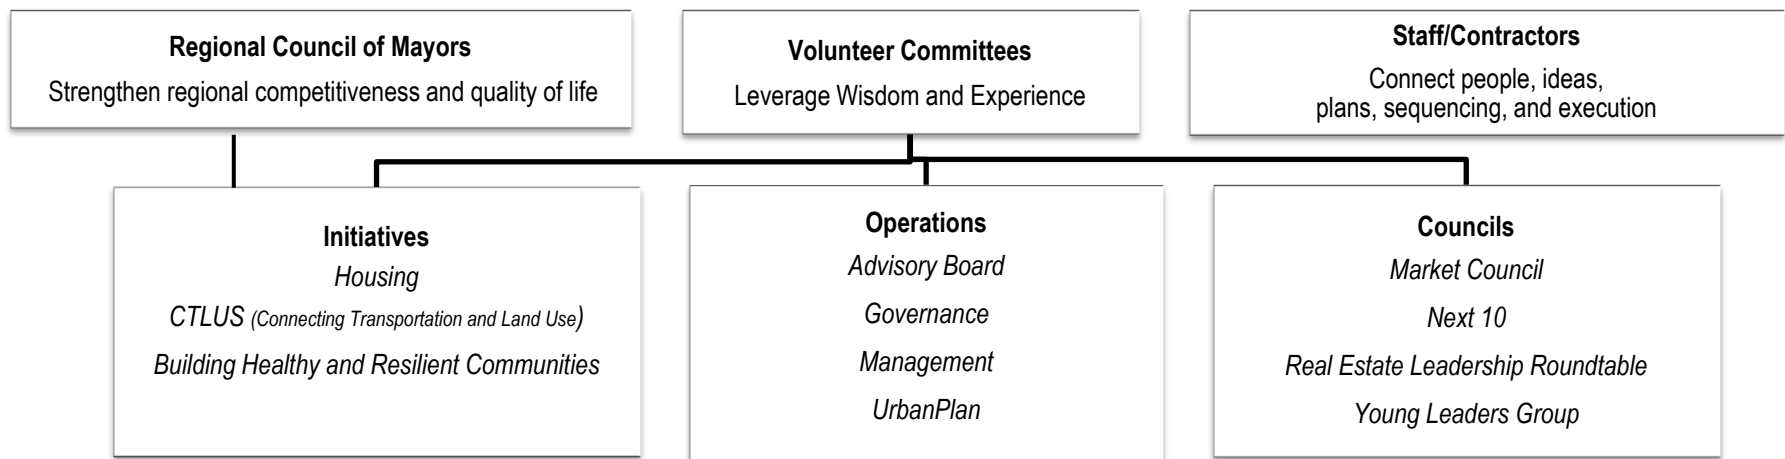 Regional Council of Mayors
Strengthen regional competitiveness and quality of life
Volunteer Committees
Leverage Wisdom and Experience
Staff/Contractors
Connect people, ideas,
plans, sequencing, and execution
Initiatives
Housing
CTLUS (Connecting Transportation and Land Use)
Building Healthy and Resilient Communities
Operations
Advisory Board
Governance
Management
UrbanPlan
Councils
Market Council
Next 10
Real Estate Leadership Roundtable
Young Leaders Group